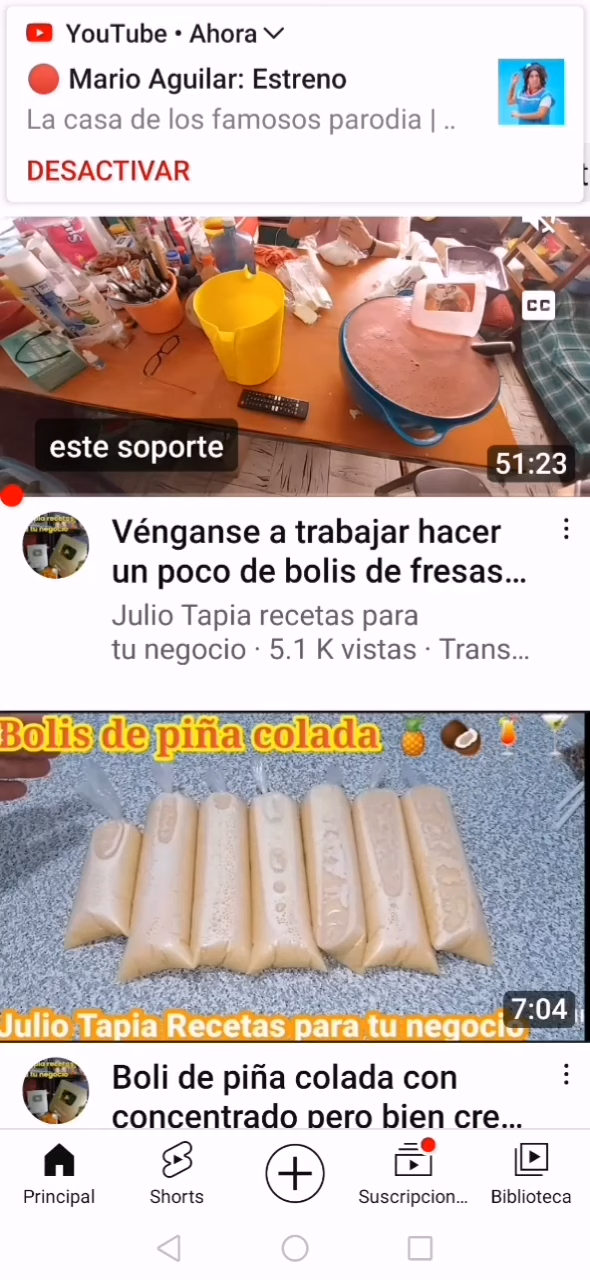 YouTube • Ahora
Mario Aguilar: Estreno
La casa de los famosos parodia | ..
DESACTIVAR
CC
este soporte
51:23
Vénganse a trabajar hacer
un poco de bolis de fresas...
Julio Tapia recetas para
tu negocio · 5.1 K vistas · Trans...
Bolis de piña colada
Julio Tapia Recetas para tu negocio
7:04
Boli de piña colada con
concentrado pero bien cre...
Principal
Shorts
Suscripcion...
Biblioteca